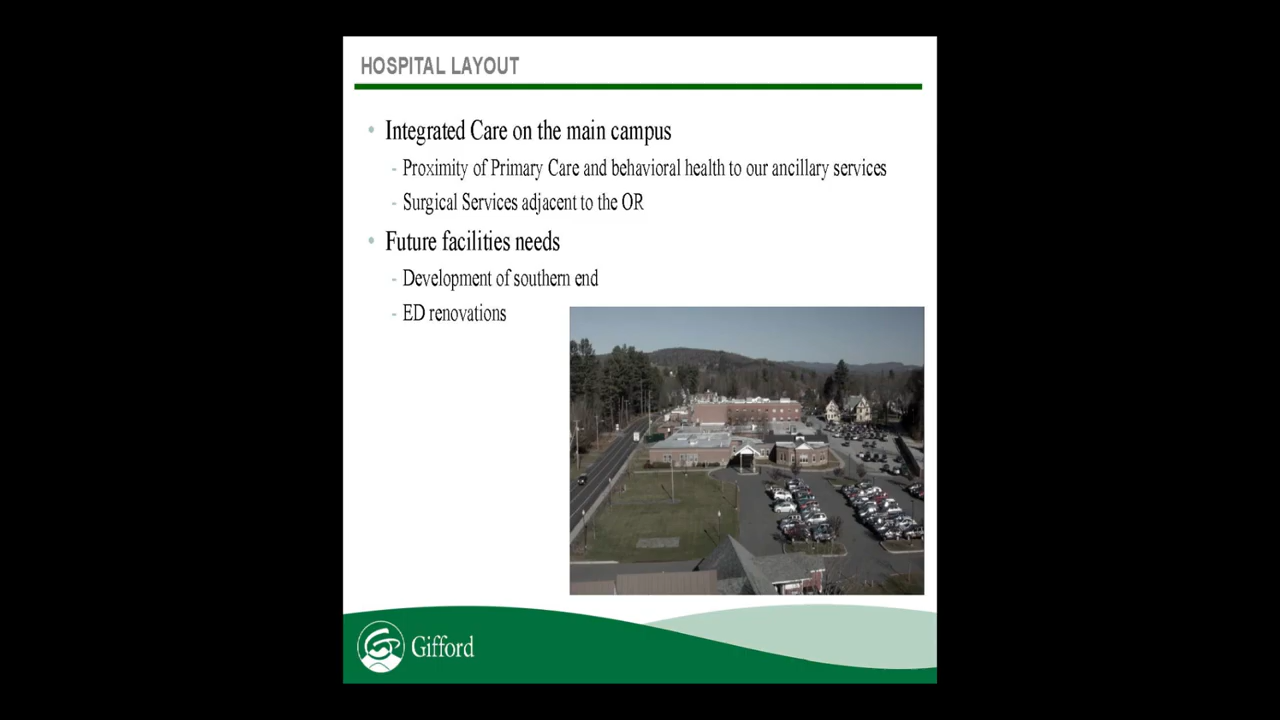 HOSPITAL LAYOUT
• Integrated Care on the main campus
- Proximity of Primary Care and behavioral health to our ancillary services
- Surgical Services adjacent to the OR
• Future facilities needs
- Development of southern end
- ED renovations
Gifford